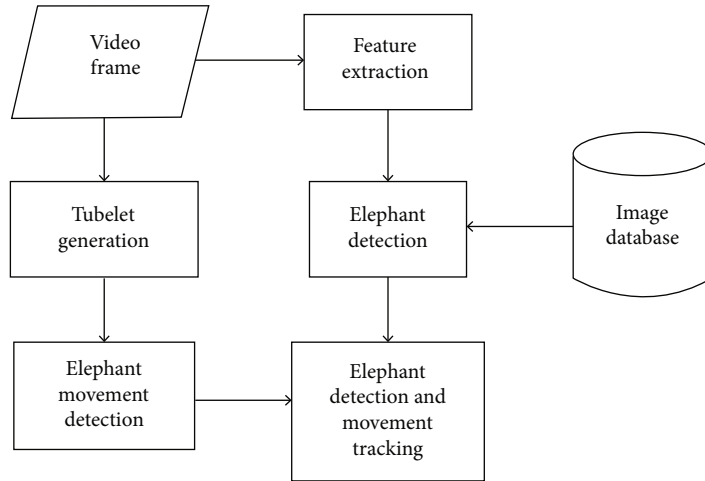 Video
frame
Feature
extraction
Tubelet
generation
Elephant
detection
Image
database
Elephant
movement
detection
Elephant
detection and
movement
tracking